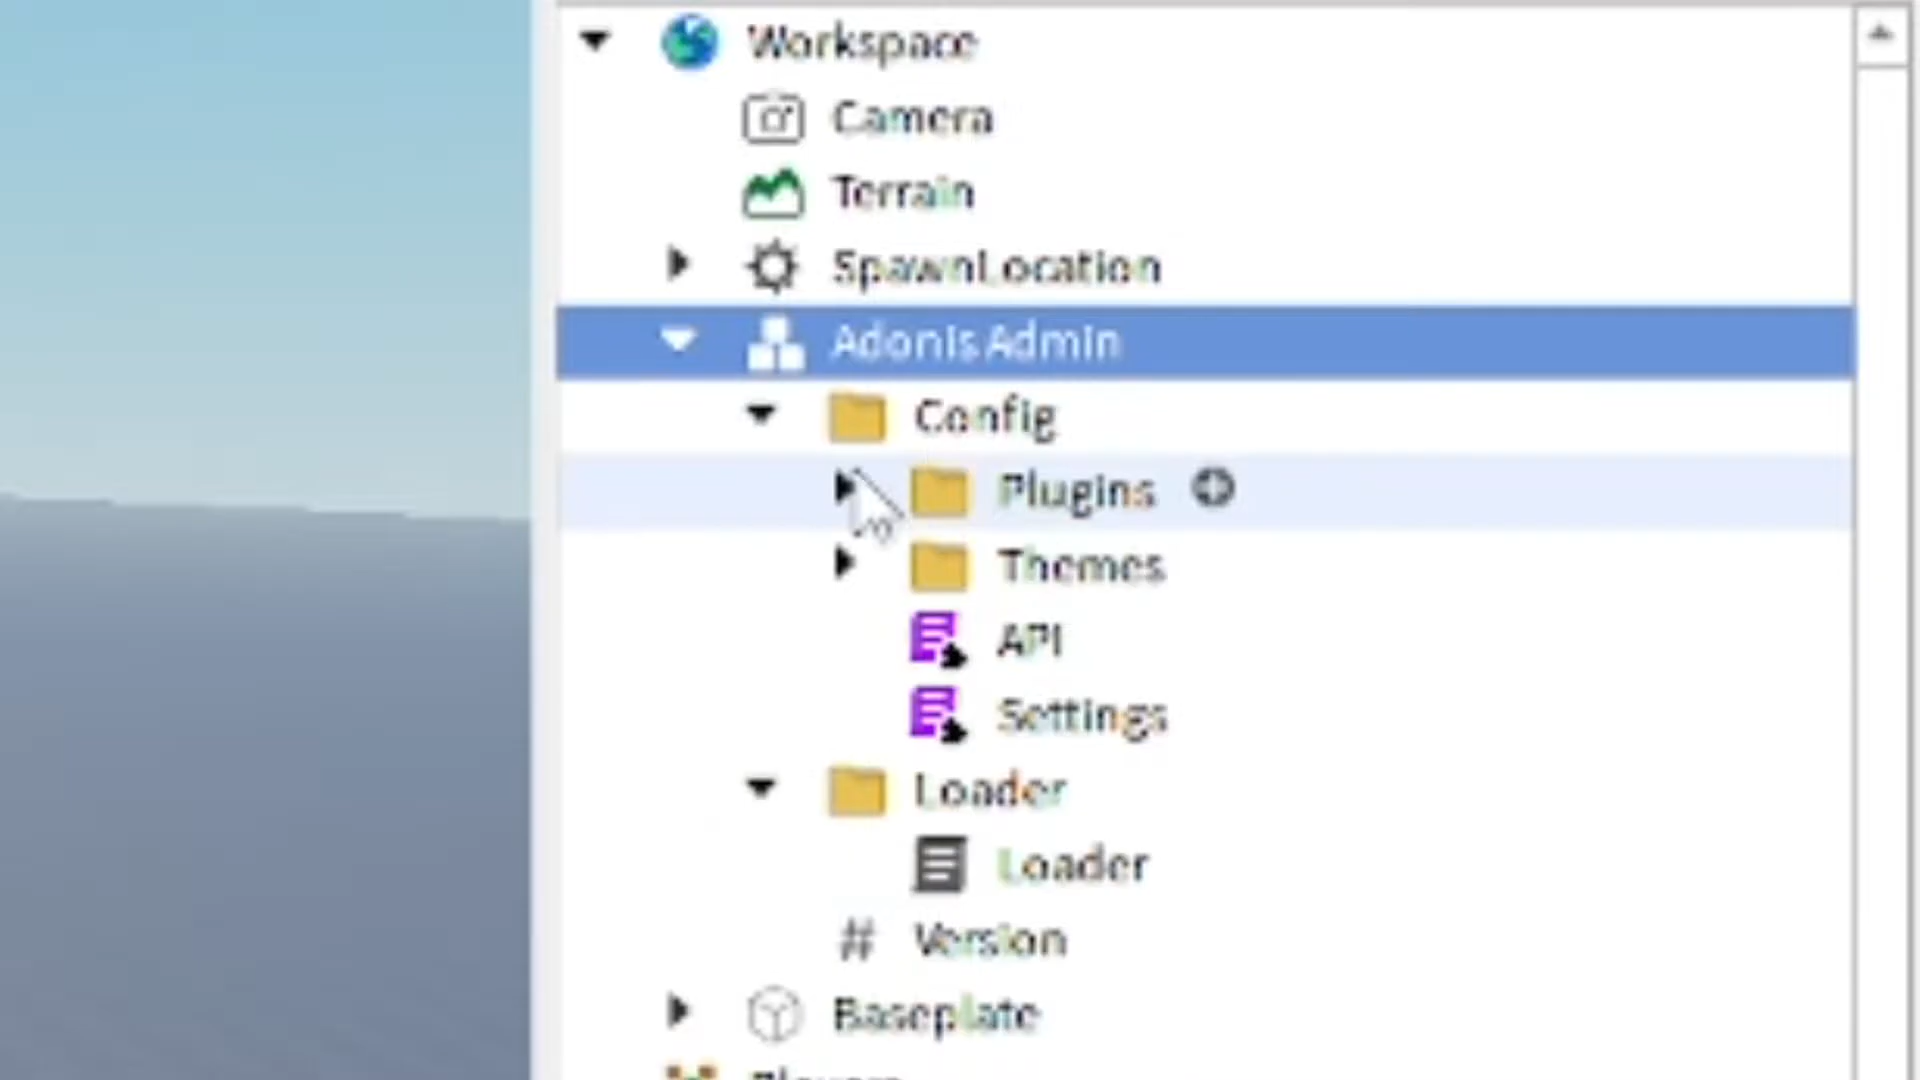 Workspace
Camera
Terrain
SpawnLocation
Adonis Admin
Config
Plugins
Themes
API
Settings
Loader
Loader
# Version
Baseplate